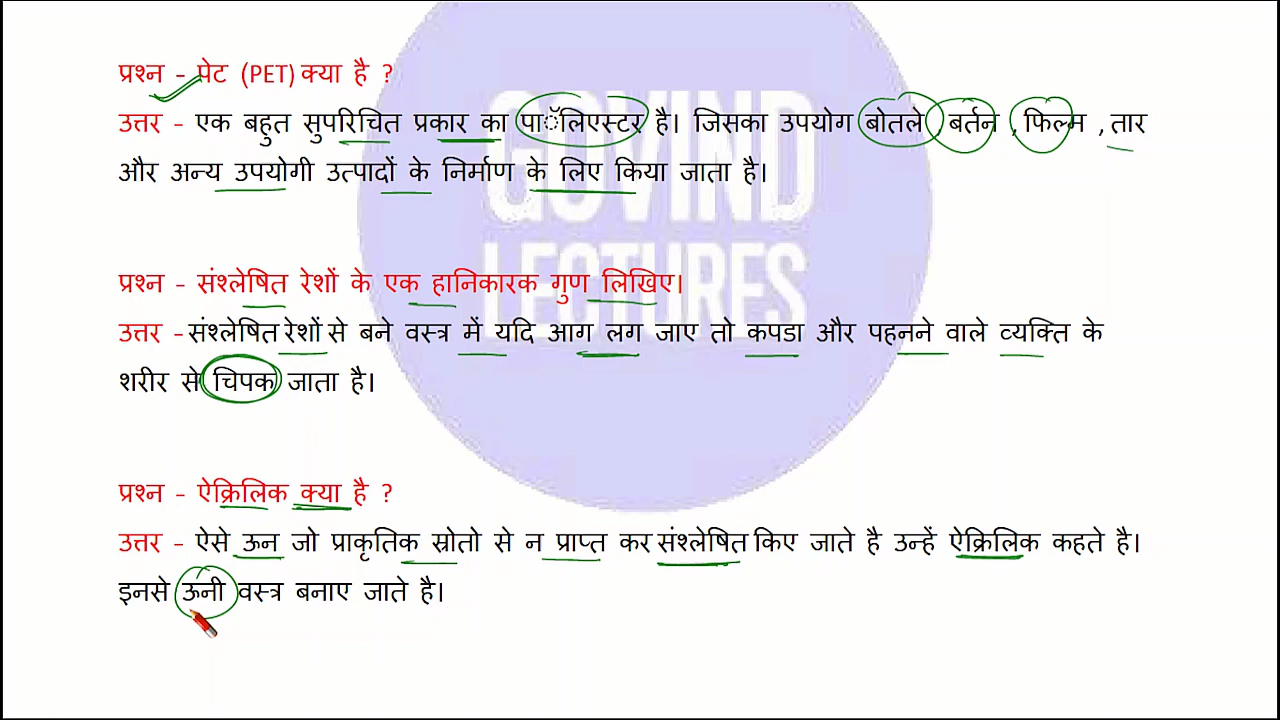 प्रश्न - पेट (PET) क्या है ?
उत्तर - एक बहुत सुपरिचित प्रकार का पाॅलिएस्टर है। जिसका उपयोग बोतले , बर्तन , फिल्म , तार
और अन्य उपयोगी उत्पादों के निर्माण के लिए किया जाता है।
GOVIND
LECTURES
प्रश्न - संश्लेषित रेशों के एक हानिकारक गुण लिखिए।
उत्तर - संश्लेषित रेशों से बने वस्त्र में यदि आग लग जाए तो कपडा और पहनने वाले व्यक्ति के
शरीर से चिपक जाता है।
प्रश्न - ऐक्रिलिक क्या है ?
उत्तर - ऐसे ऊन जो प्राकृतिक स्रोतो से न प्राप्त कर संश्लेषित किए जाते है उन्हें ऐक्रिलिक कहते है।
इनसे ऊनी वस्त्र बनाए जाते है।